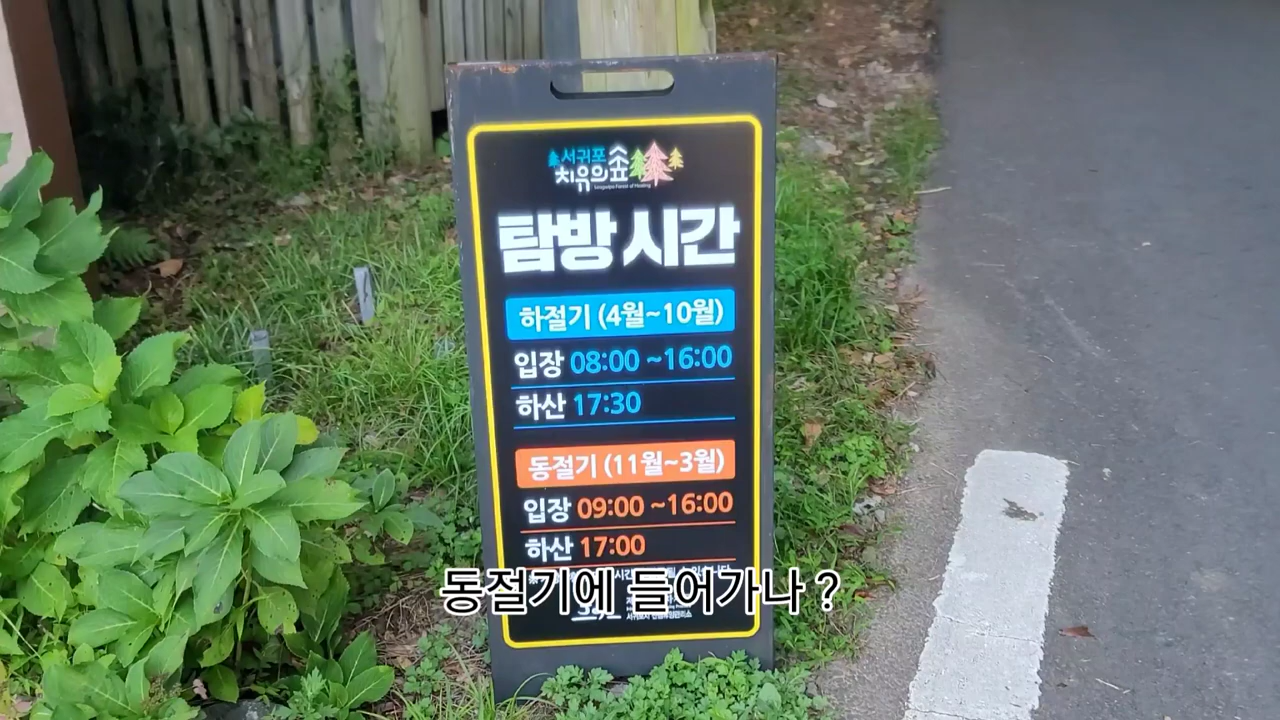 서귀포
치유의 숲
Seogwipo Forest of Healing
탐방 시간
하절기 (4월~10월)
입장 08:00 ~16:00
하산 17:30
동절기 (11월~3월)
입장 09:00 ~16:00
하산 17:00
동절기에 들어가나 ?